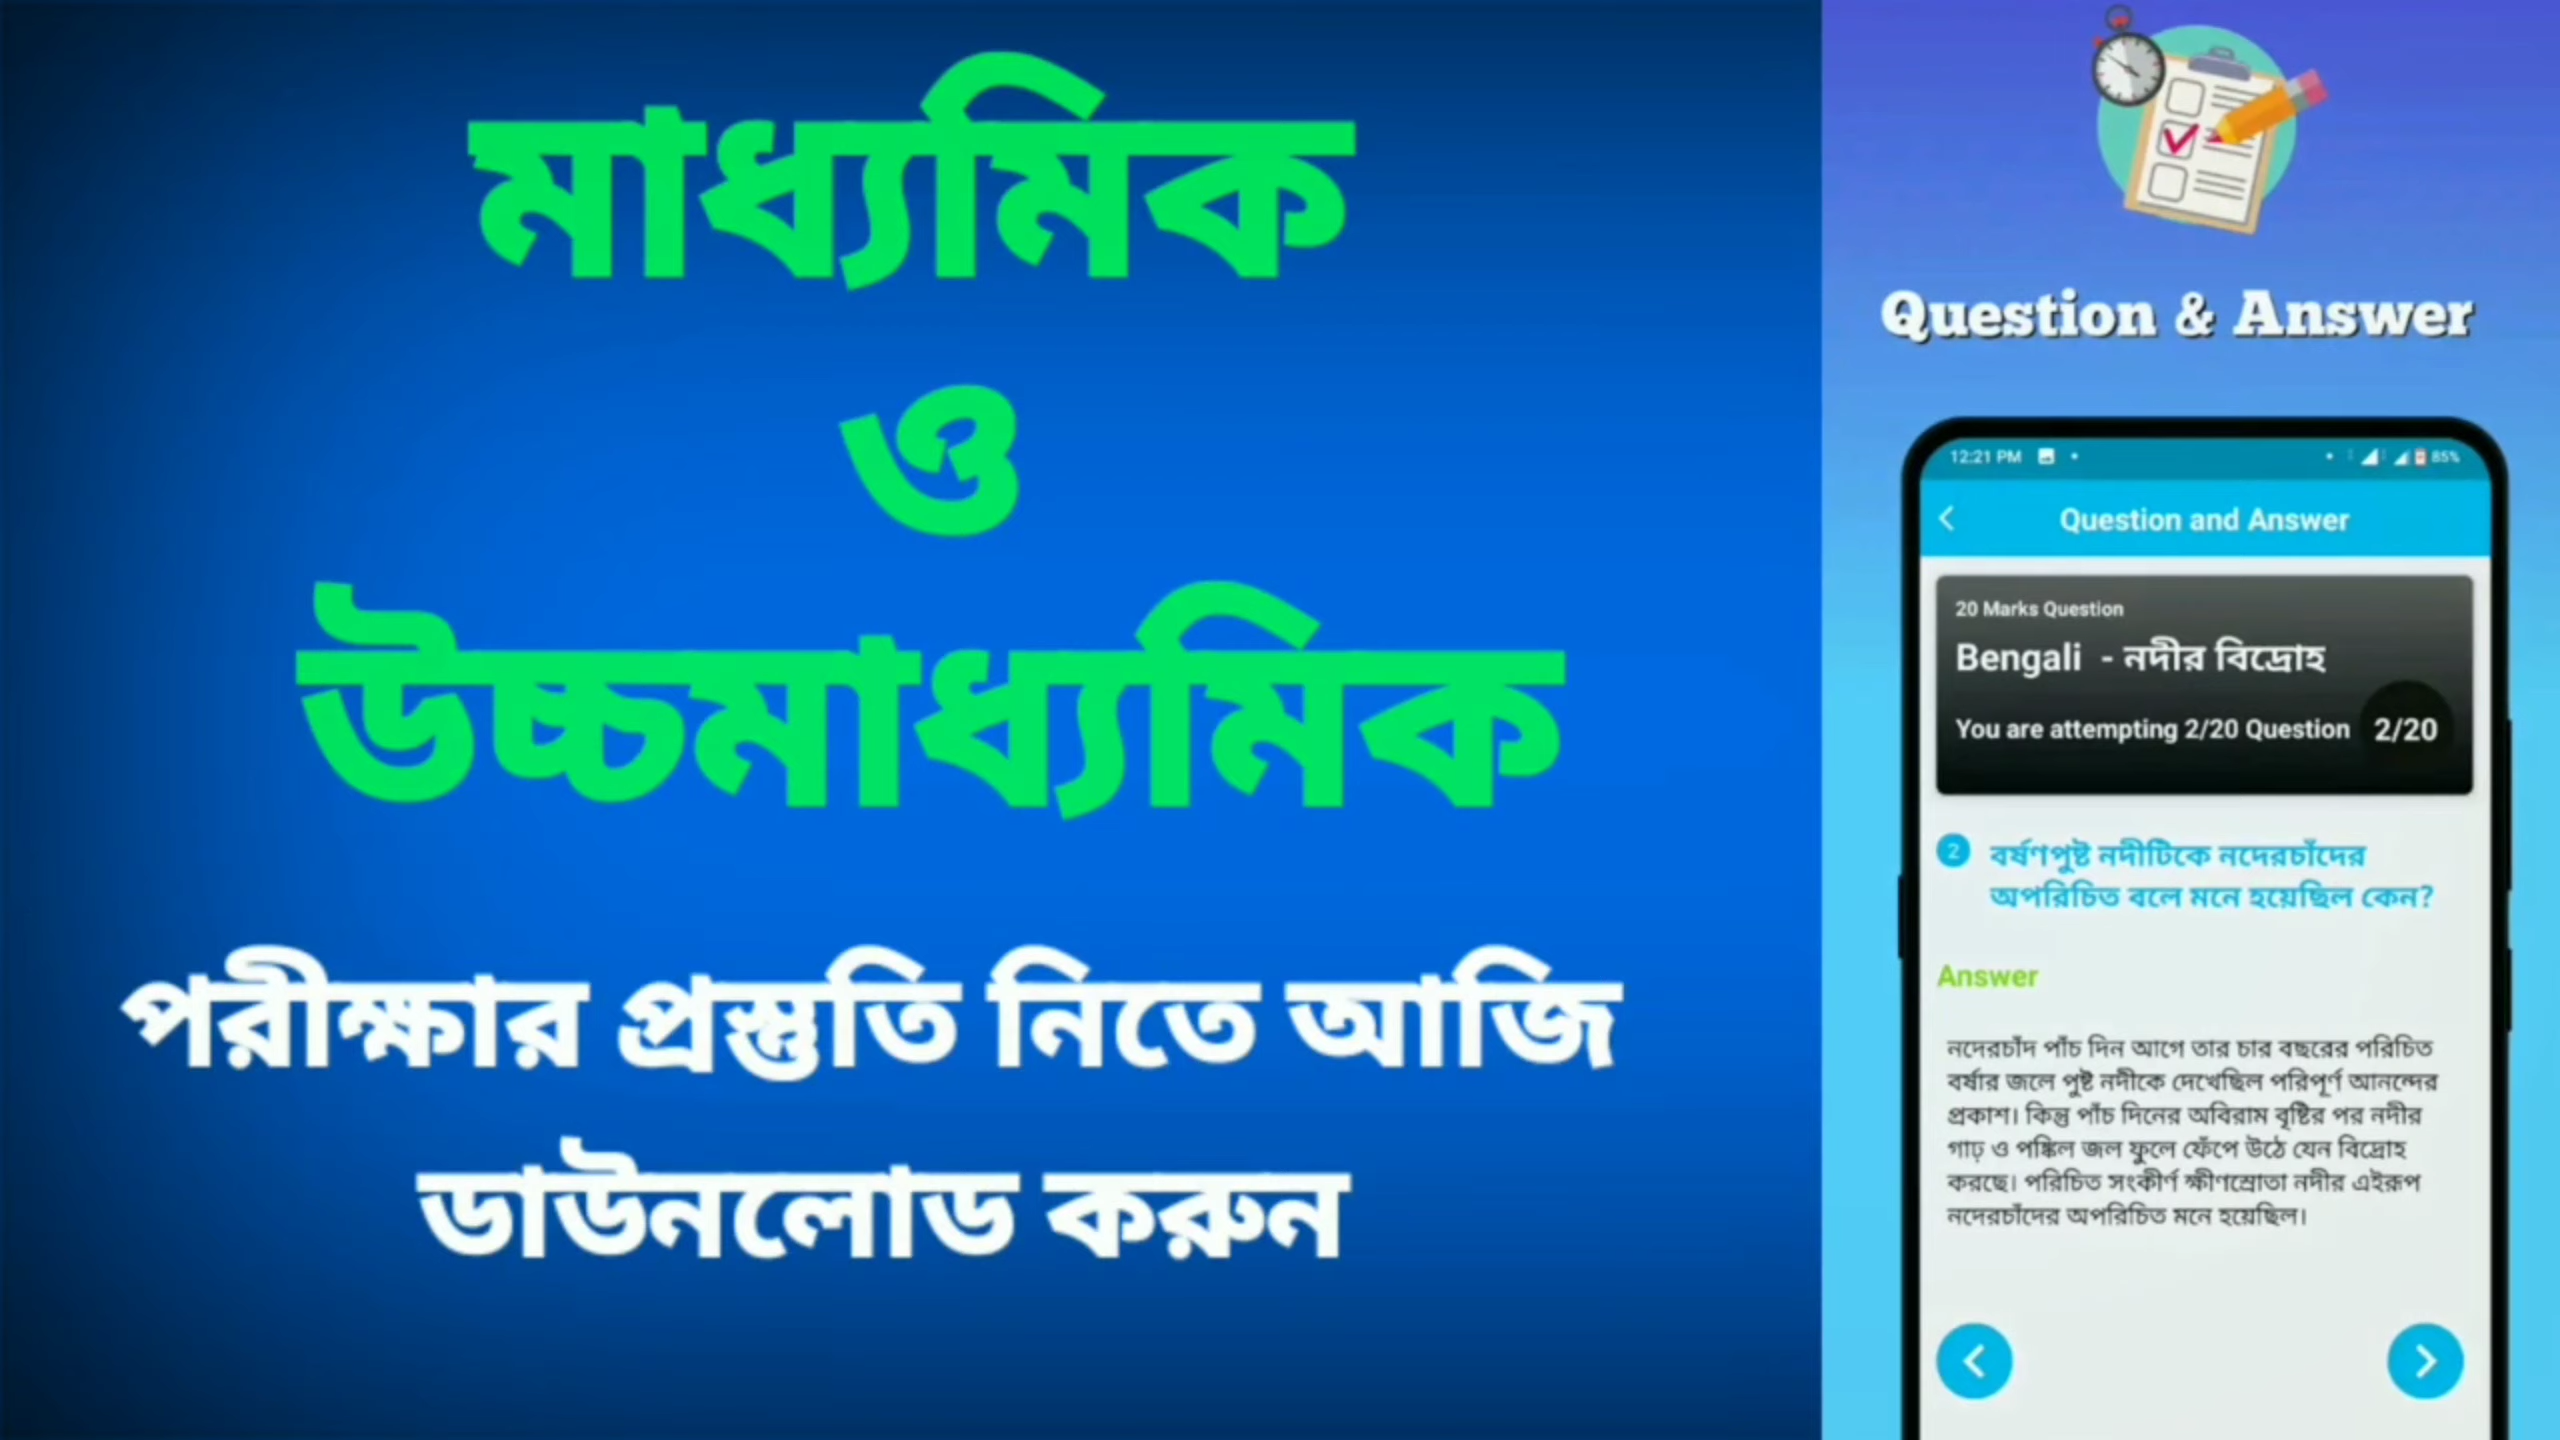 মাধ্যমিক
ও
উচ্চমাধ্যমিক
পরীক্ষার প্রস্তুতি নিতে আজি
ডাউনলোড করুন
Question & Answer
12:21 PM
85%
Question and Answer
20 Marks Question
Bengali - নদীর বিদ্রোহ
You are attempting 2/20 Question 2/20
2 বর্ষণপুষ্ট নদীটিকে নদেরচাঁদের
অপরিচিত বলে মনে হয়েছিল কেন?
Answer
নদেরচাঁদ পাঁচ দিন আগে তার চার বছরের পরিচিত
বর্ষার জলে পুষ্ট নদীকে দেখেছিল পরিপূর্ণ আনন্দের
প্রকাশ। কিন্তু পাঁচ দিনের অবিরাম বৃষ্টির পর নদীর
গাঢ় ও পঙ্কিল জল ফুলে ফেঁপে উঠে যেন বিদ্রোহ
করছে। পরিচিত সংকীর্ণ ক্ষীণস্রোতা নদীর এইরূপ
নদেরচাঁদের অপরিচিত মনে হয়েছিল।